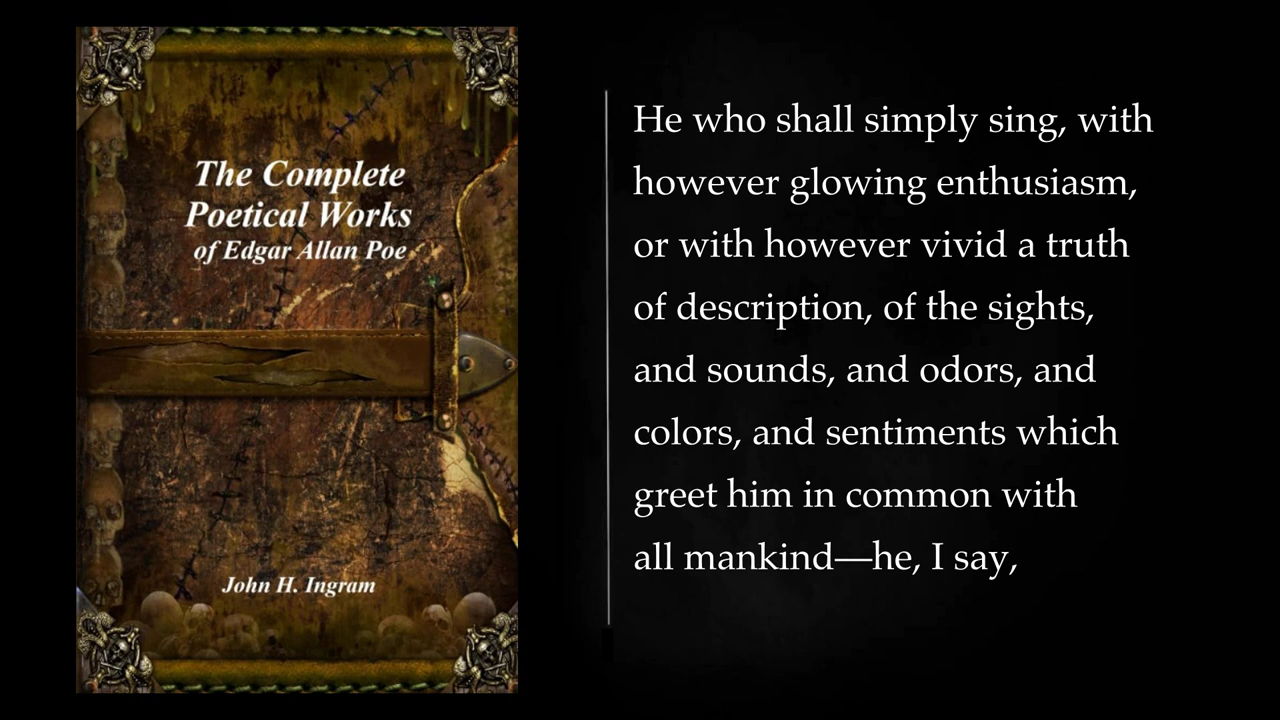 The Complete
Poetical Works
of Edgar Allan Poe
John H. Ingram
He who shall simply sing, with
however glowing enthusiasm,
or with however vivid a truth
of description, of the sights,
and sounds, and odors, and
colors, and sentiments which
greet him in common with
all mankind—he, I say,